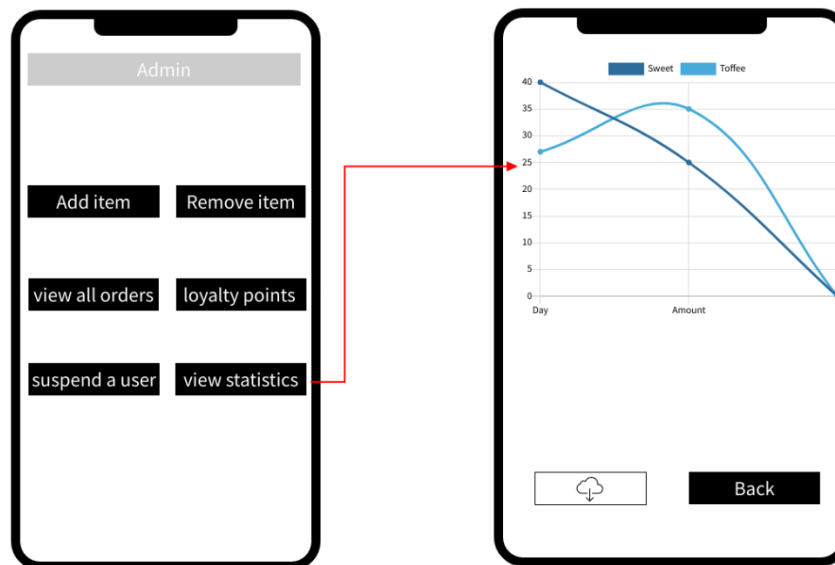 Admin
Add item
Remove item
view all orders
loyalty points
suspend a user
view statistics
Sweet
Toffee
40
35
30
25
20
15
10
5
0
Day
Amount
Back